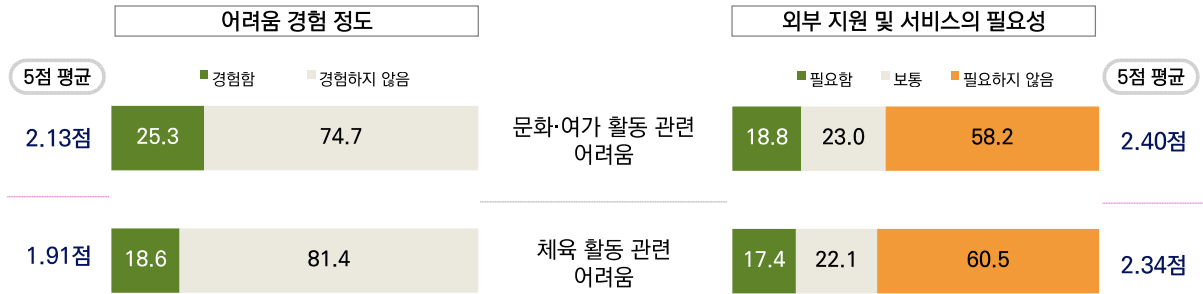 어려움 경험 정도
외부 지원 및 서비스의 필요성
5점 평균
경험함 경험하지 않음
필요함 보통 필요하지 않음
5점 평균
2.13점
25.3 74.7
문화·여가 활동 관련
어려움
18.8 23.0 58.2
2.40점
1.91점
18.6 81.4
체육 활동 관련
어려움
17.4 22.1 60.5
2.34점